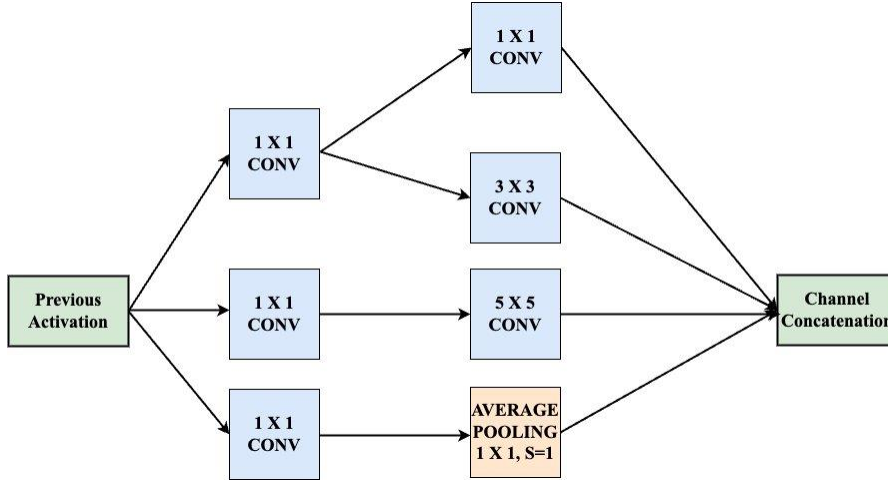 1 X 1
CONV
1 X 1
CONV
3 X 3
CONV
Previous
Activation
1 X 1
CONV
5 X 5
CONV
Channel
Concatenation
1 X 1
CONV
AVERAGE
POOLING
1 X 1, S=1